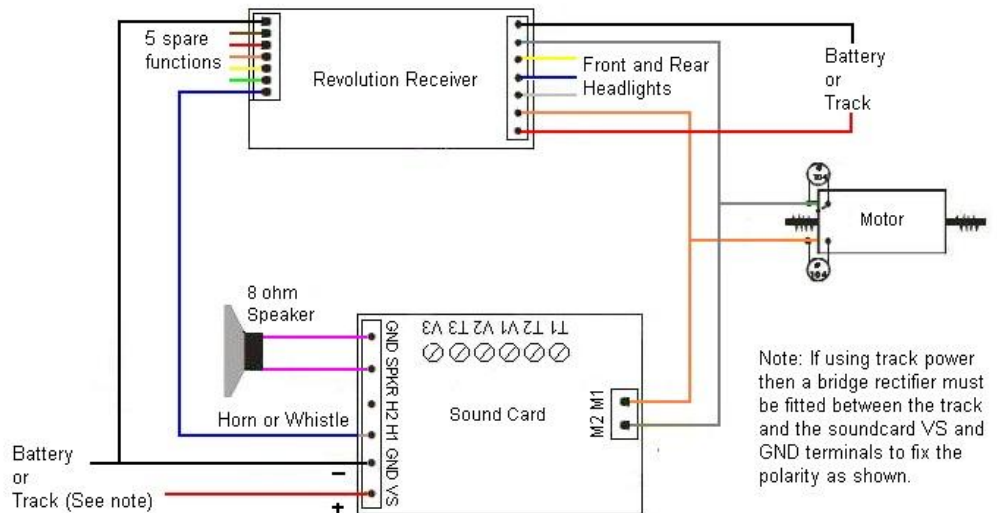 5 spare
functions
Revolution Receiver
Front and Rear
Headlights
Battery
or
Track
104
Motor
104
8 ohm
Speaker
GND SPKR H2 H1 GND VS
V3 T3 V2 V1 T2 T1
Sound Card
M2 M1
Horn or Whistle
Battery
or
Track (See note)
–
+
Note: If using track power
then a bridge rectifier must
be fitted between the track
and the soundcard VS and
GND terminals to fix the
polarity as shown.